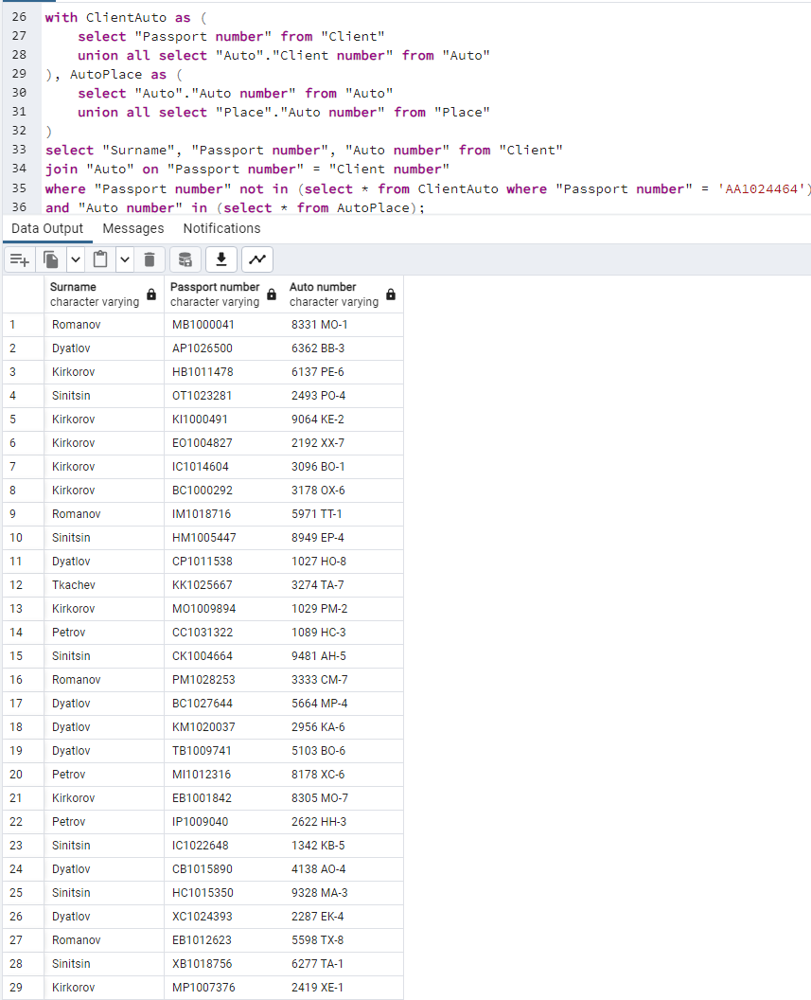 26 with ClientAuto as (
27 select "Passport number" from "Client"
28 union all select "Auto"."Client number" from "Auto"
29 ), AutoPlace as (
30 select "Auto"."Auto number" from "Auto"
31 union all select "Place"."Auto number" from "Place"
32 )
33 select "Surname", "Passport number", "Auto number" from "Client"
34 join "Auto" on "Passport number" = "Client number"
35 where "Passport number" not in (select * from ClientAuto where "Passport number" = 'AA1024464')
36 and "Auto number" in (select * from AutoPlace);
Data Output Messages Notifications
Surname Passport number Auto number
character varying character varying character varying
1 Romanov MB1000041 8331 MO-1
2 Dyatlov AP1026500 6362 BB-3
3 Kirkorov HB1011478 6137 PE-6
4 Sinitsin OT1023281 2493 PO-4
5 Kirkorov KI1000491 9064 KE-2
6 Kirkorov EO1004827 2192 XX-7
7 Kirkorov IC1014604 3096 BO-1
8 Kirkorov BC1000292 3178 OX-6
9 Romanov IM1018716 5971 TT-1
10 Sinitsin HM1005447 8949 EP-4
11 Dyatlov CP1011538 1027 HO-8
12 Tkachev KK1025667 3274 TA-7
13 Kirkorov MO1009894 1029 PM-2
14 Petrov CC1031322 1089 HC-3
15 Sinitsin CK1004664 9481 AH-5
16 Romanov PM1028253 3333 CM-7
17 Dyatlov BC1027644 5664 MP-4
18 Dyatlov KM1020037 2956 KA-6
19 Dyatlov TB1009741 5103 BO-6
20 Petrov MI1012316 8178 XC-6
21 Kirkorov EB1001842 8305 MO-7
22 Petrov IP1009040 2622 HH-3
23 Sinitsin IC1022648 1342 KB-5
24 Dyatlov CB1015890 4138 AO-4
25 Sinitsin HC1015350 9328 MA-3
26 Dyatlov XC1024393 2287 EK-4
27 Romanov EB1012623 5598 TX-8
28 Sinitsin XB1018756 6277 TA-1
29 Kirkorov MP1007376 2419 XE-1